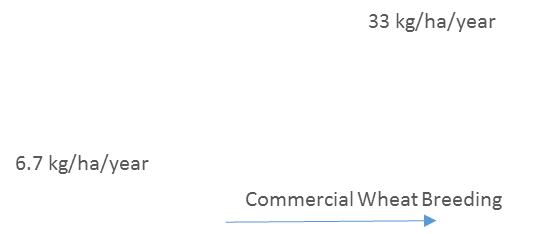 33 kg/ha/year
6.7 kg/ha/year
Commercial Wheat Breeding